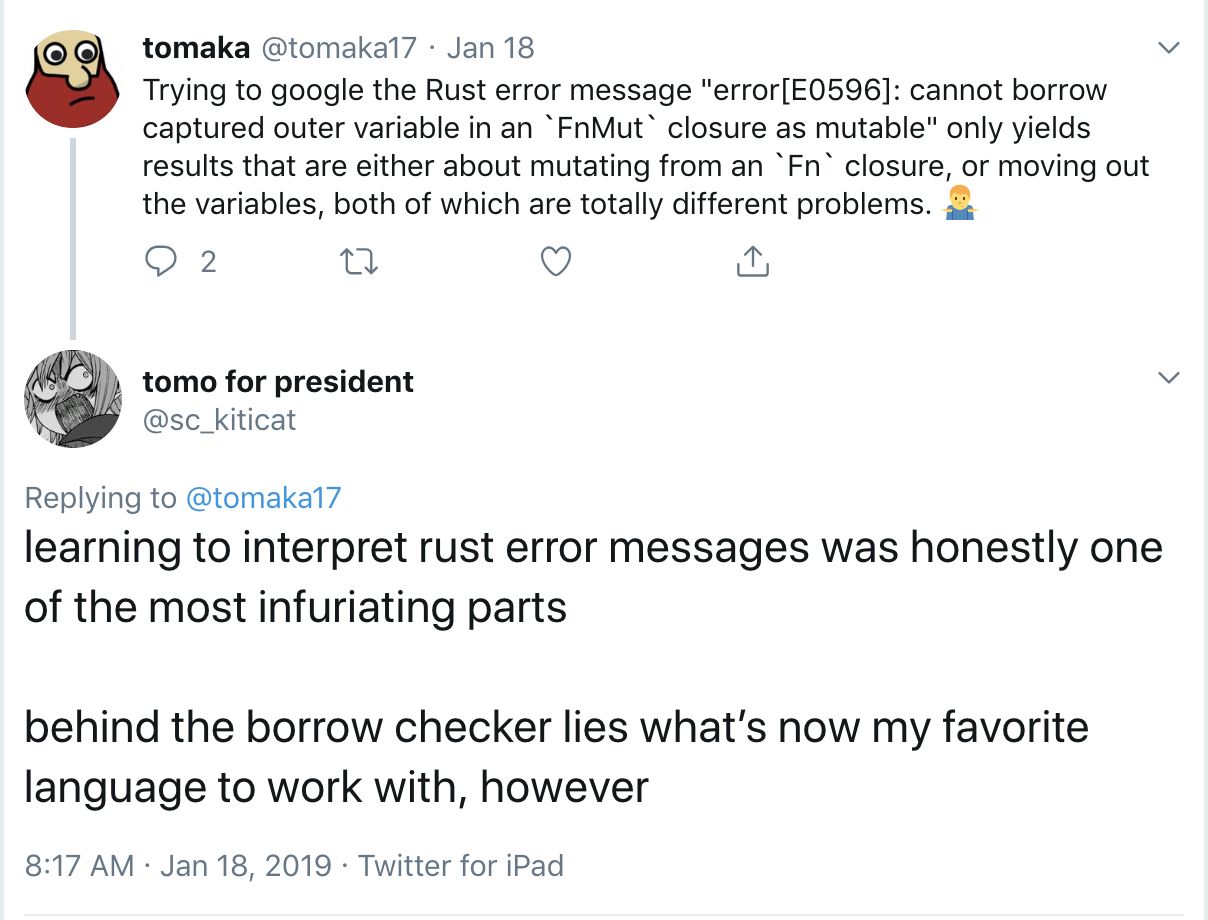 tomaka @tomaka17 · Jan 18
Trying to google the Rust error message "error[E0596]: cannot borrow
captured outer variable in an `FnMut` closure as mutable" only yields
results that are either about mutating from an `Fn` closure, or moving out
the variables, both of which are totally different problems. 🤷‍♂️
2
tomo for president
@sc_kiticat
Replying to @tomaka17
learning to interpret rust error messages was honestly one
of the most infuriating parts
behind the borrow checker lies what’s now my favorite
language to work with, however
8:17 AM · Jan 18, 2019 · Twitter for iPad